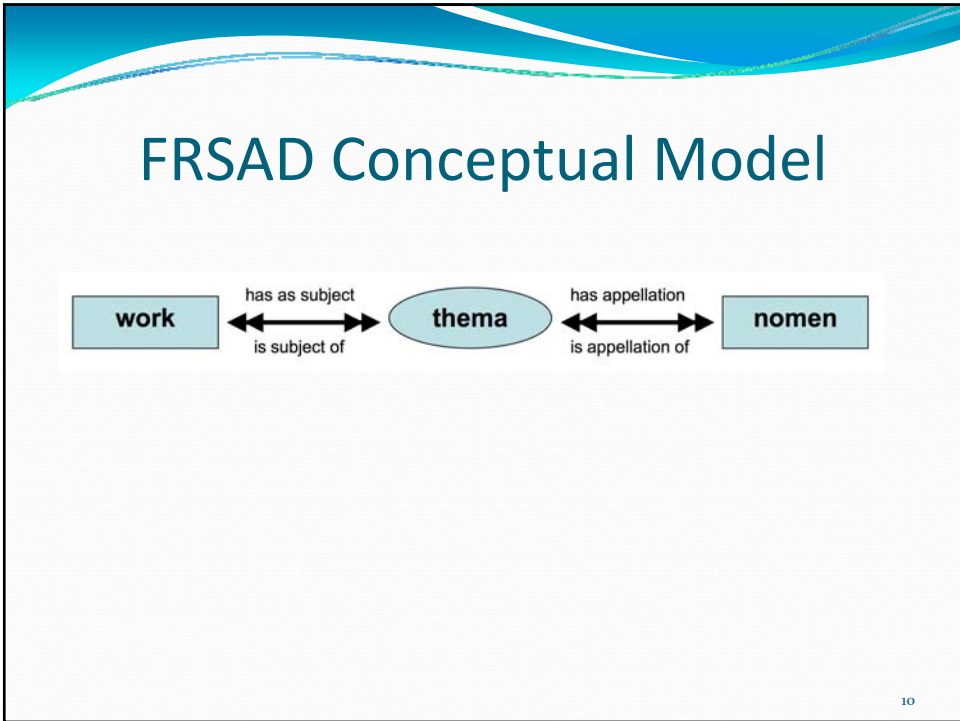 FRSAD Conceptual Model
has as subject
has appellation
work
thema
nomen
is subject of
is appellation of
10